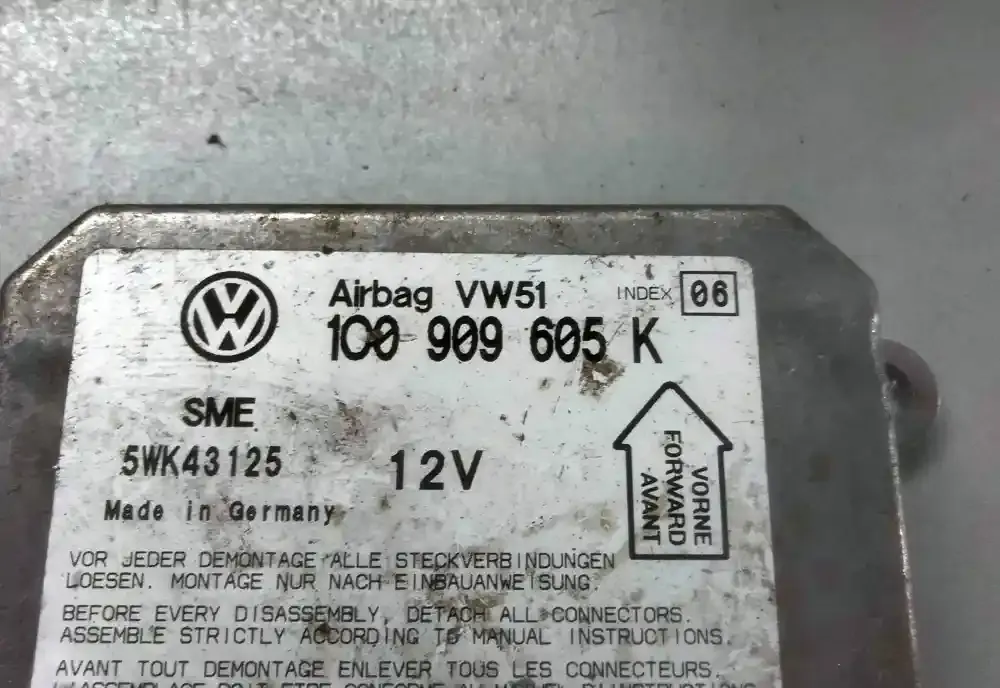 Airbag VW51 INDEX 06
1C0 909 605 K
SME
5WK43125 12V
Made in Germany
VORNE
FORWARD
AVANT
VOR JEDER DEMONTAGE ALLE STECKVERBINDUNGEN
LOESEN. MONTAGE NUR NACH EINBAUANWEISUNG.
BEFORE EVERY DISASSEMBLY, DETACH ALL CONNECTORS.
ASSEMBLE STRICTLY ACCORDING TO MANUAL INSTRUCTIONS.
AVANT TOUT DEMONTAGE ENLEVER TOUS LES CONNECTEURS.